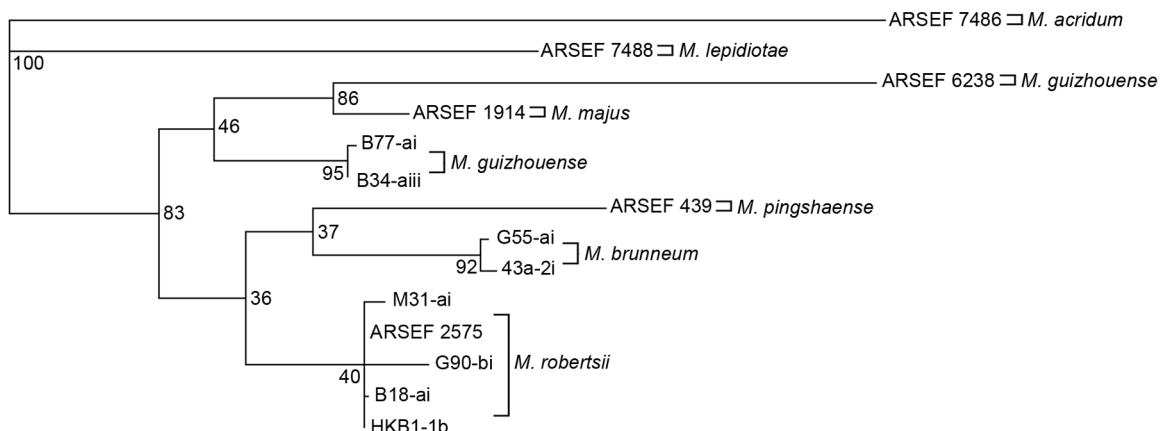 ARSEF 7486 M. acridum
ARSEF 7488 M. lepidiotae
100
ARSEF 6238 M. guizhouense
86
ARSEF 1914 M. majus
46
B77-ai
M. guizhouense
95
B34-aiii
ARSEF 439 M. pingshaense
83
37
G55-ai
M. brunneum
92
43a-2i
36
M31-ai
ARSEF 2575
G90-bi M. robertsii
40
B18-ai
HKB1-1b